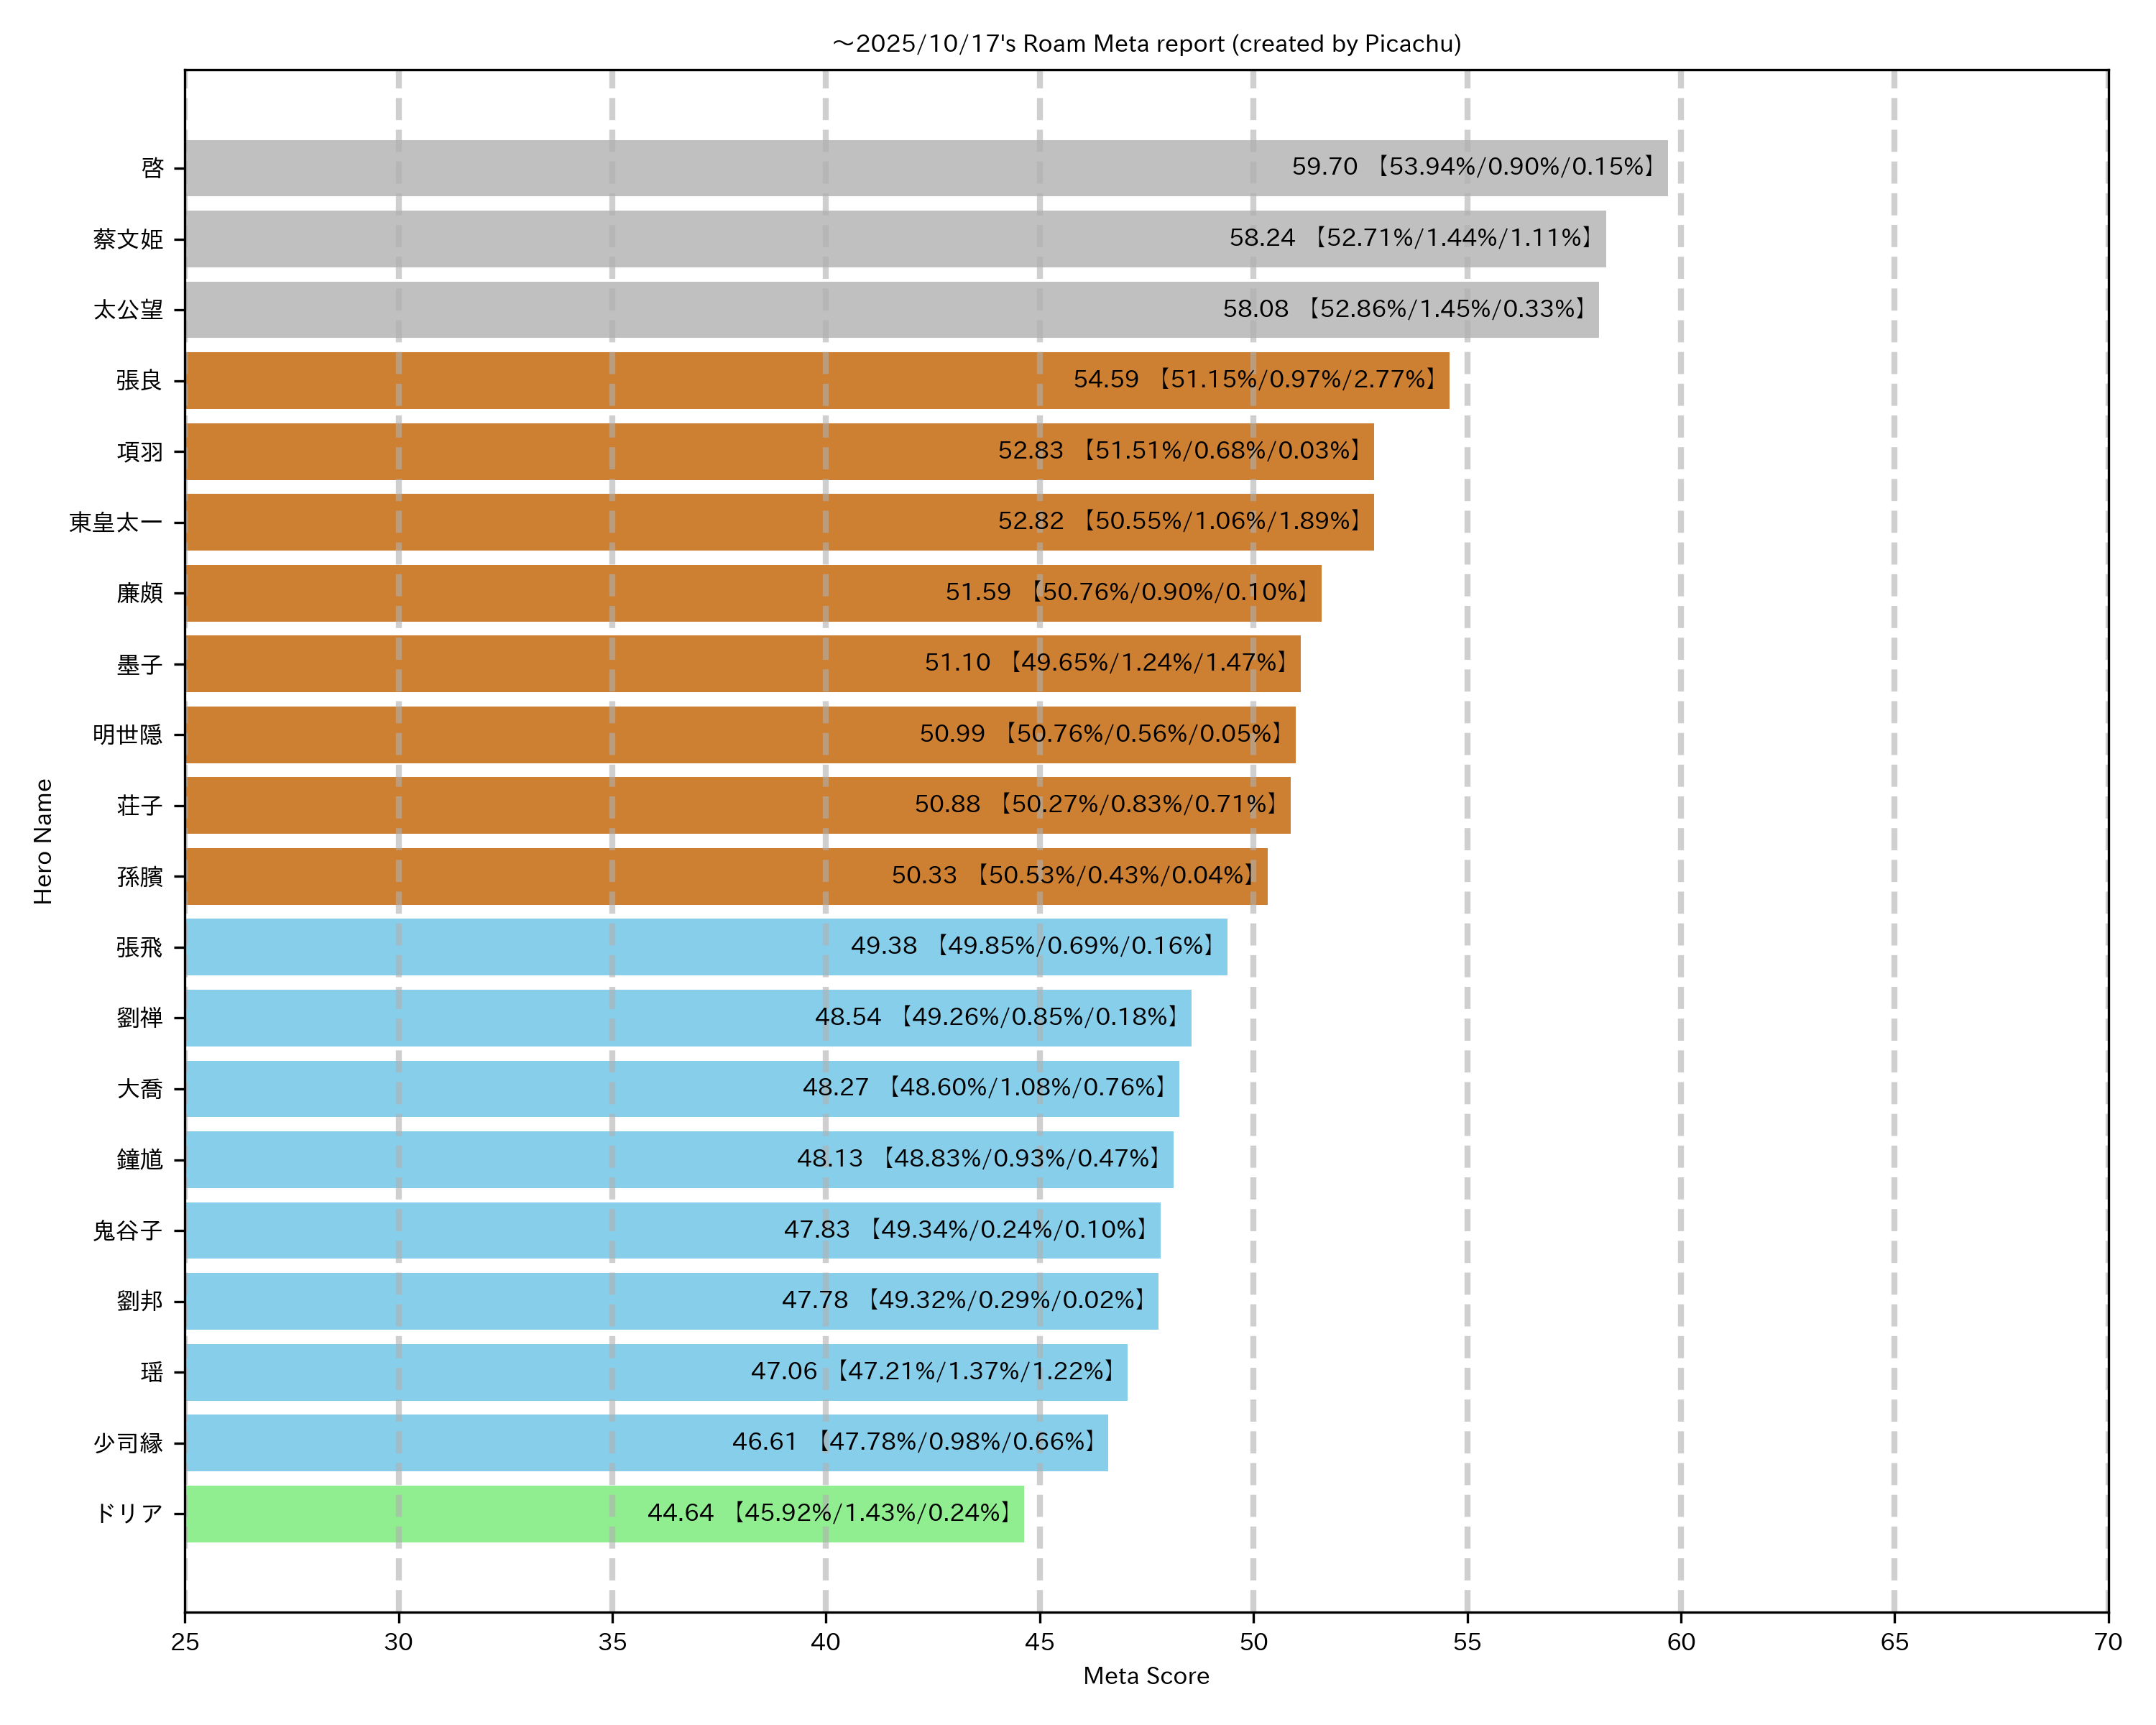 ～2025/10/17's Roam Meta report (created by Picachu)
啓 59.70 【53.94%/0.90%/0.15%】
蔡文姫 58.24 【52.71%/1.44%/1.11%】
太公望 58.08 【52.86%/1.45%/0.33%】
張良 54.59 【51.15%/0.97%/2.77%】
項羽 52.83 【51.51%/0.68%/0.03%】
東皇太一 52.82 【50.55%/1.06%/1.89%】
廉頗 51.59 【50.76%/0.90%/0.10%】
墨子 51.10 【49.65%/1.24%/1.47%】
明世隠 50.99 【50.76%/0.56%/0.05%】
荘子 50.88 【50.27%/0.83%/0.71%】
孫臏 50.33 【50.53%/0.43%/0.04%】
張飛 49.38 【49.85%/0.69%/0.16%】
劉禅 48.54 【49.26%/0.85%/0.18%】
大喬 48.27 【48.60%/1.08%/0.76%】
鐘馗 48.13 【48.83%/0.93%/0.47%】
鬼谷子 47.83 【49.34%/0.24%/0.10%】
劉邦 47.78 【49.32%/0.29%/0.02%】
瑶 47.06 【47.21%/1.37%/1.22%】
少司縁 46.61 【47.78%/0.98%/0.66%】
ドリア 44.64 【45.92%/1.43%/0.24%】
Hero Name
25 30 35 40 45 50 55 60 65 70
Meta Score